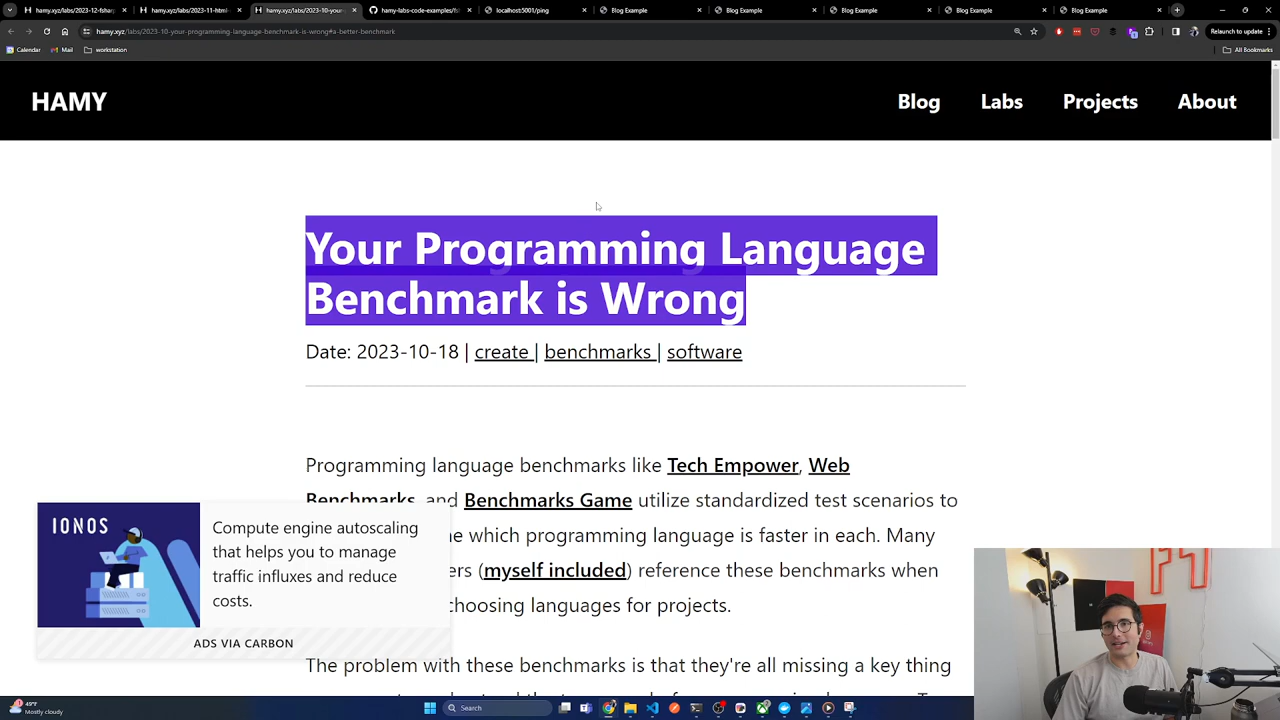 hamy.xyz/labs/2023-12-fsharp
hamy.xyz/labs/2023-11-html-
hamy.xyz/labs/2023-10-your-
hamy-labs-code-examples/fsh
localhost:5001/ping
Blog Example
Blog Example
Blog Example
Blog Example
Blog Example
hamy.xyz/labs/2023-10-your-programming-language-benchmark-is-wrong#a-better-benchmark
Relaunch to update
Calendar
Mail
workstation
All Bookmarks
HAMY
Blog
Labs
Projects
About
Your Programming Language
Benchmark is Wrong
Date: 2023-10-18 | create | benchmarks | software
Programming language benchmarks like Tech Empower, Web
Benchmarks, and Benchmarks Game utilize standardized test scenarios to
which programming language is faster in each. Many
(myself included) reference these benchmarks when
choosing languages for projects.
The problem with these benchmarks is that they're all missing a key thing
IONOS
Compute engine autoscaling
that helps you to manage
traffic influxes and reduce
costs.
ADS VIA CARBON
49°F
Mostly cloudy
Search